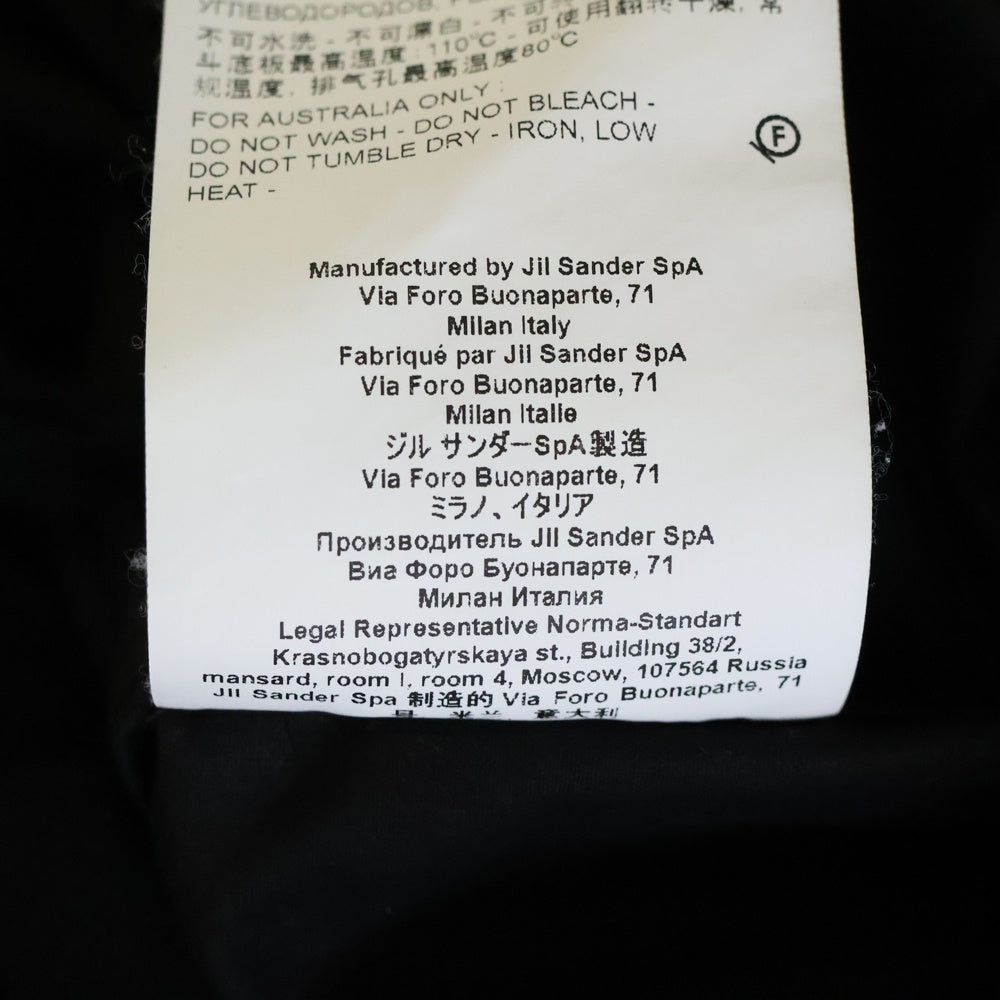 УГЛЕВОДОРОДОВ,
不可水洗 - 不可漂白 - 不可
斗底板最高温度 110℃ - 可使用翻转干燥, 常
规温度, 排气孔最高温度80℃
FOR AUSTRALIA ONLY :
DO NOT WASH - DO NOT BLEACH -
DO NOT TUMBLE DRY - IRON, LOW
HEAT -
F
Manufactured by Jil Sander SpA
Via Foro Buonaparte, 71
Milan Italy
Fabriqué par Jil Sander SpA
Via Foro Buonaparte, 71
Milan Italie
ジル サンダーSpA製造
Via Foro Buonaparte, 71
ミラノ、イタリア
Производитель Jil Sander SpA
Виа Форо Буонапарте, 71
Милан Италия
Legal Representative Norma-Standart
Krasnobogatyrskaya st., Building 38/2,
mansard, room I, room 4, Moscow, 107564 Russia
Jil Sander Spa 制造的 Via Foro Buonaparte, 71
号, 米兰, 意大利